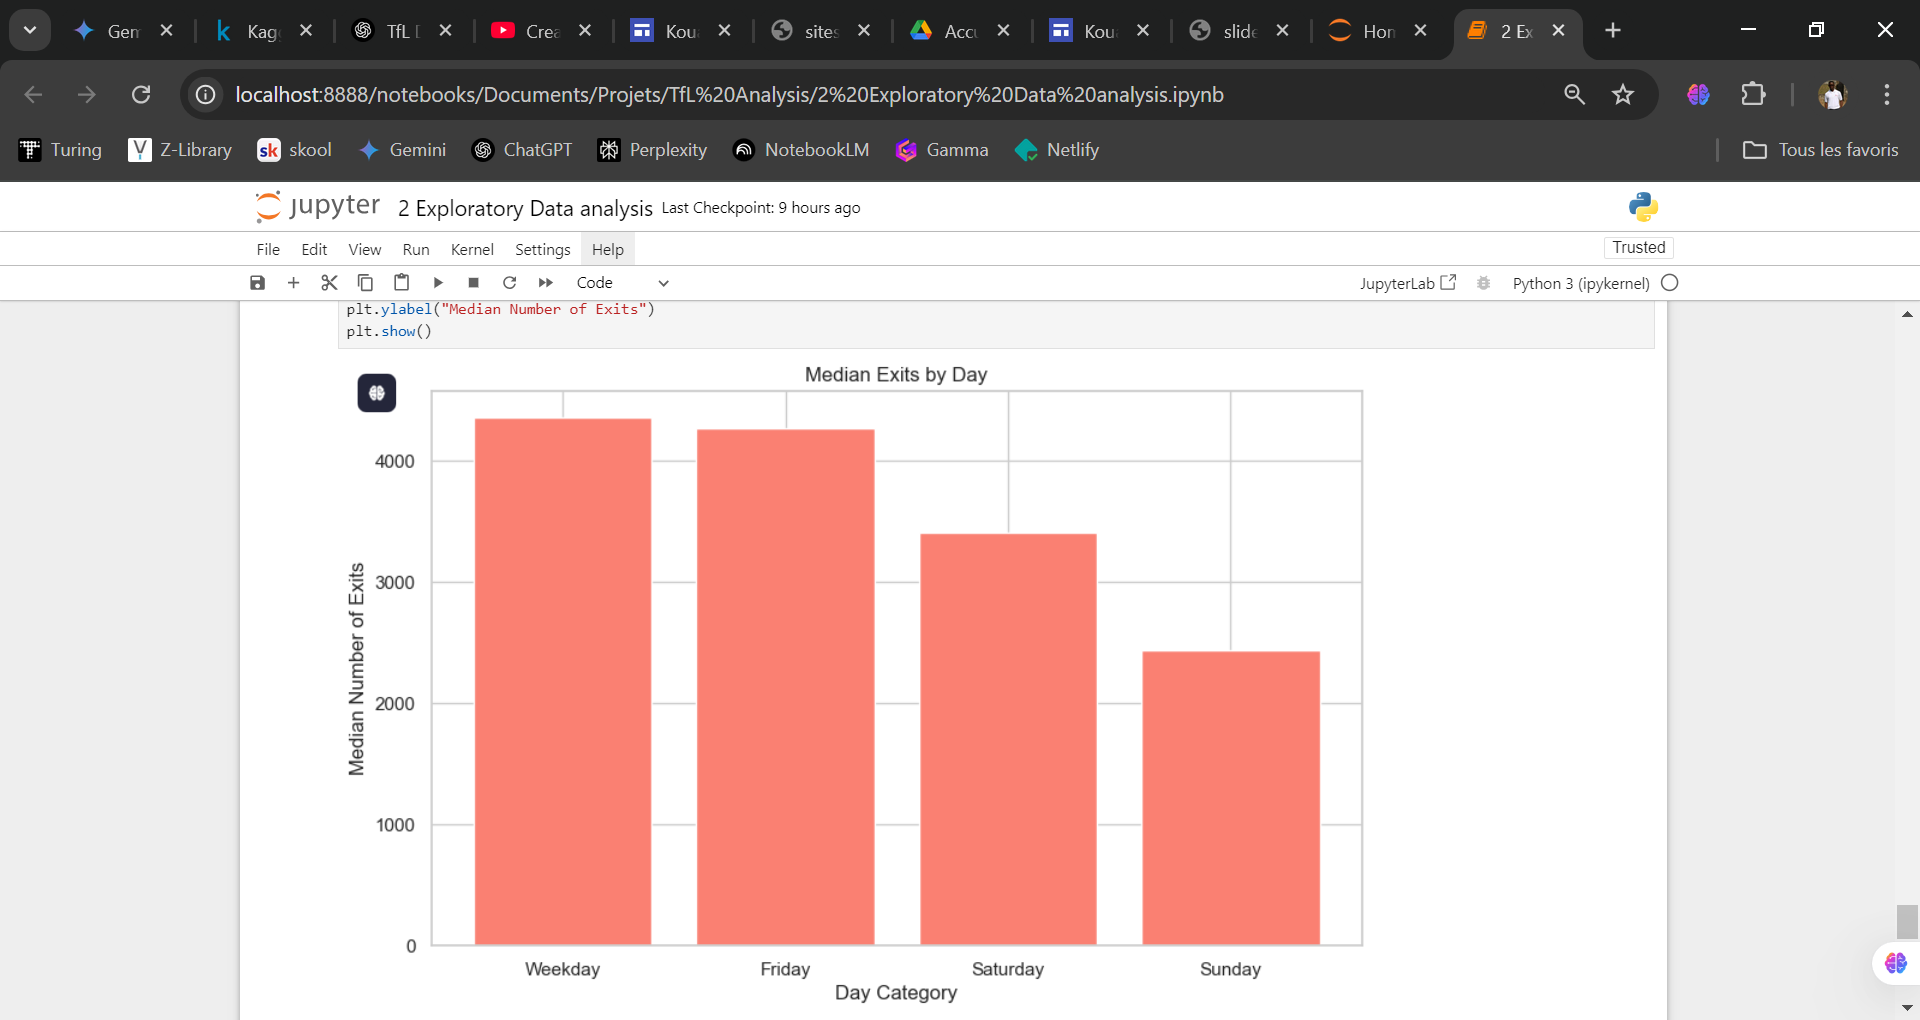 Gem
Kag
TfL D
Crea
Kou
sites
Accu
Kou
slide
Hom
2 Ex
localhost:8888/notebooks/Documents/Projets/TfL%20Analysis/2%20Exploratory%20Data%20analysis.ipynb
Turing
Z-Library
sk skool
Gemini
ChatGPT
Perplexity
NotebookLM
Gamma
Netlify
Tous les favoris
jupyter 2 Exploratory Data analysis Last Checkpoint: 9 hours ago
File Edit View Run Kernel Settings Help
Trusted
Code
JupyterLab
Python 3 (ipykernel)
plt.ylabel("Median Number of Exits")
plt.show()
Median Exits by Day
Median Number of Exits
4000
3000
2000
1000
0
Weekday Friday Saturday Sunday
Day Category